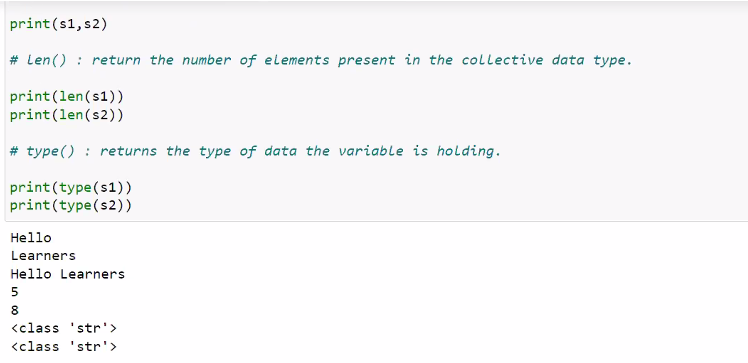 print(s1,s2)
# len() : return the number of elements present in the collective data type.
print(len(s1))
print(len(s2))
# type() : returns the type of data the variable is holding.
print(type(s1))
print(type(s2))
Hello
Learners
Hello Learners
5
8
<class 'str'>
<class 'str'>